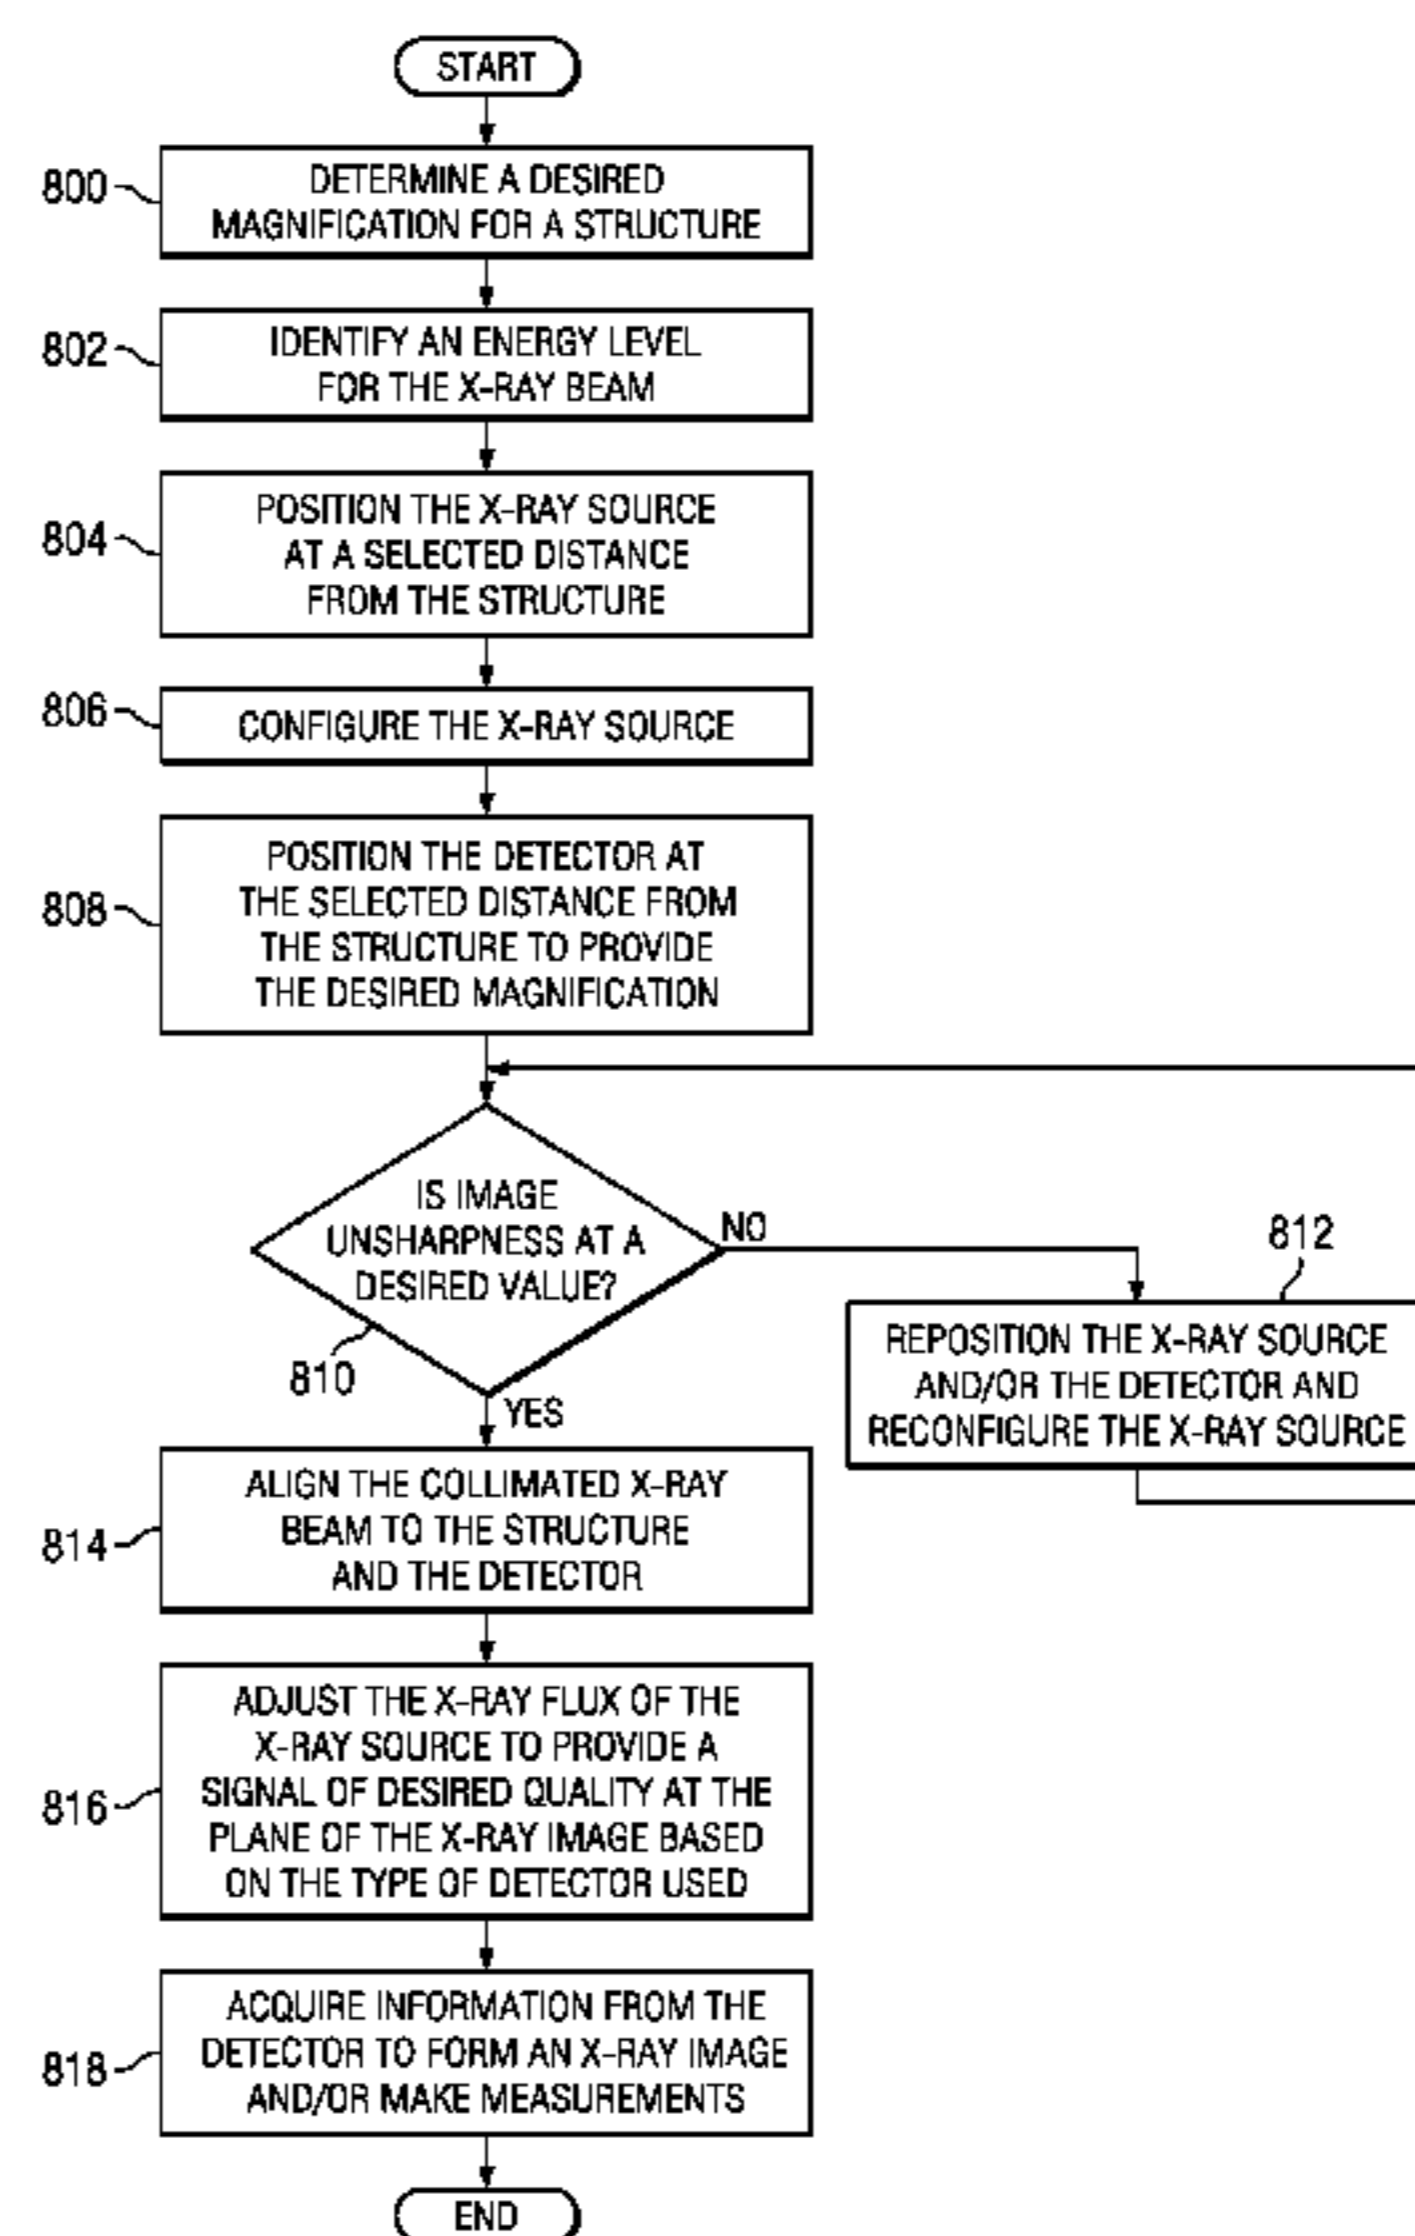 START
800
DETERMINE A DESIRED
MAGNIFICATION FOR A STRUCTURE
802
IDENTIFY AN ENERGY LEVEL
FOR THE X-RAY BEAM
804
POSITION THE X-RAY SOURCE
AT A SELECTED DISTANCE
FROM THE STRUCTURE
806
CONFIGURE THE X-RAY SOURCE
808
POSITION THE DETECTOR AT
THE SELECTED DISTANCE FROM
THE STRUCTURE TO PROVIDE
THE DESIRED MAGNIFICATION
IS IMAGE
UNSHARPNESS AT A
DESIRED VALUE?
810
NO
812
REPOSITION THE X-RAY SOURCE
AND/OR THE DETECTOR AND
RECONFIGURE THE X-RAY SOURCE
YES
814
ALIGN THE COLLIMATED X-RAY
BEAM TO THE STRUCTURE
AND THE DETECTOR
816
ADJUST THE X-RAY FLUX OF THE
X-RAY SOURCE TO PROVIDE A
SIGNAL OF DESIRED QUALITY AT THE
PLANE OF THE X-RAY IMAGE BASED
ON THE TYPE OF DETECTOR USED
818
ACQUIRE INFORMATION FROM THE
DETECTOR TO FORM AN X-RAY IMAGE
AND/OR MAKE MEASUREMENTS
END